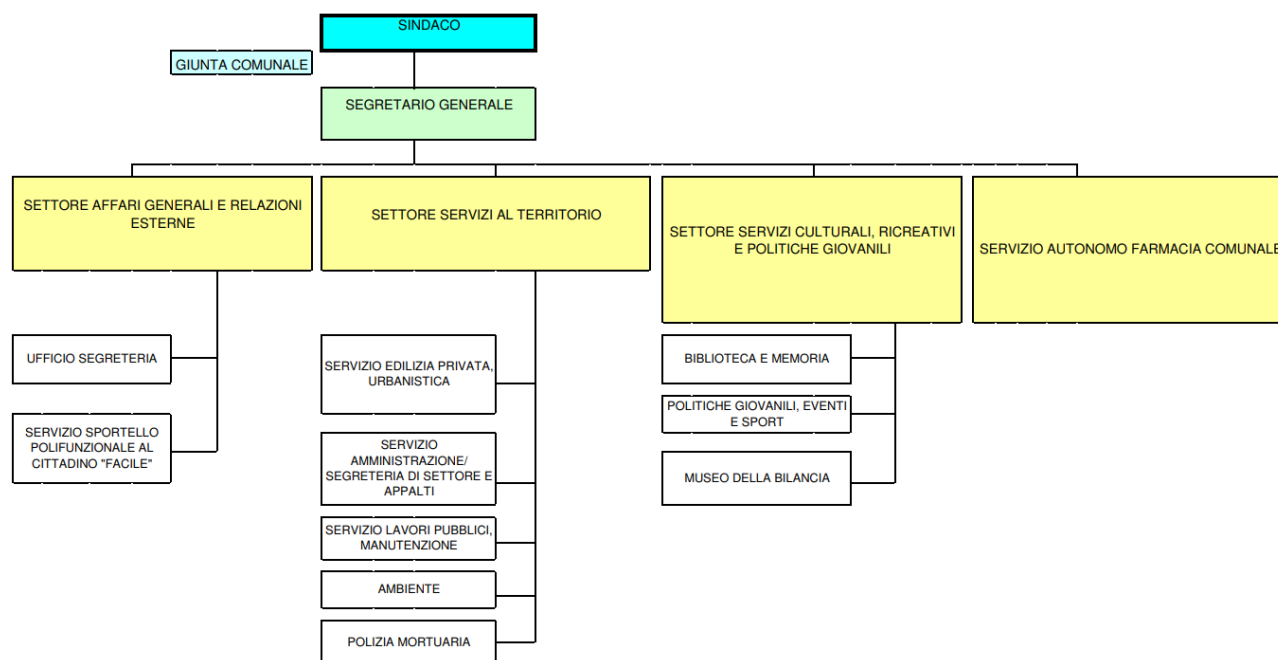 SINDACO
GIUNTA COMUNALE
SEGRETARIO GENERALE
SETTORE AFFARI GENERALI E RELAZIONI
ESTERNE
SETTORE SERVIZI AL TERRITORIO
SETTORE SERVIZI CULTURALI, RICREATIVI
E POLITICHE GIOVANILI
SERVIZIO AUTONOMO FARMACIA COMUNALE
UFFICIO SEGRETERIA
SERVIZIO SPORTELLO
POLIFUNZIONALE AL
CITTADINO "FACILE"
SERVIZIO EDILIZIA PRIVATA,
URBANISTICA
SERVIZIO
AMMINISTRAZIONE/
SEGRETERIA DI SETTORE E
APPALTI
SERVIZIO LAVORI PUBBLICI,
MANUTENZIONE
AMBIENTE
POLIZIA MORTUARIA
BIBLIOTECA E MEMORIA
POLITICHE GIOVANILI, EVENTI
E SPORT
MUSEO DELLA BILANCIA